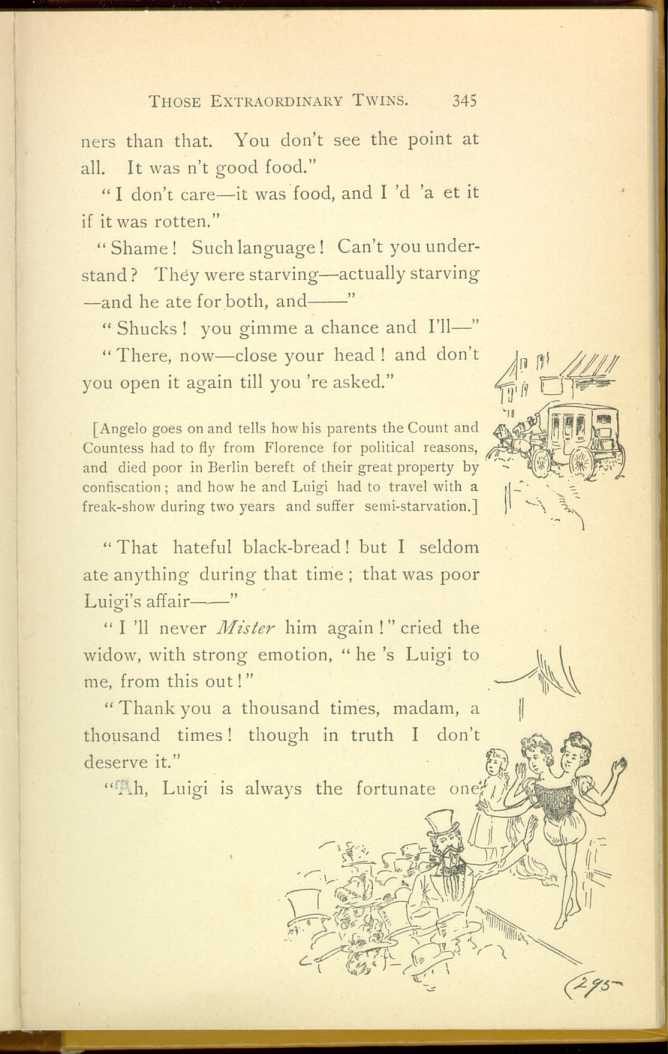 THOSE EXTRAORDINARY TWINS. 345
ners than that. You don't see the point at
all. It was n't good food."
"I don't care—it was food, and I 'd 'a et it
if it was rotten."
"Shame! Such language! Can't you under-
stand? They were starving—actually starving
—and he ate for both, and——"
"Shucks! you gimme a chance and I'll—"
"There, now—close your head! and don't
you open it again till you 're asked."
[Angelo goes on and tells how his parents the Count and
Countess had to fly from Florence for political reasons,
and died poor in Berlin bereft of their great property by
confiscation; and how he and Luigi had to travel with a
freak-show during two years and suffer semi-starvation.]
"That hateful black-bread! but I seldom
ate anything during that time; that was poor
Luigi's affair——"
"I 'll never Mister him again!" cried the
widow, with strong emotion, "he 's Luigi to
me, from this out!"
"Thank you a thousand times, madam, a
thousand times! though in truth I don't
deserve it."
"Ah, Luigi is always the fortunate one
295